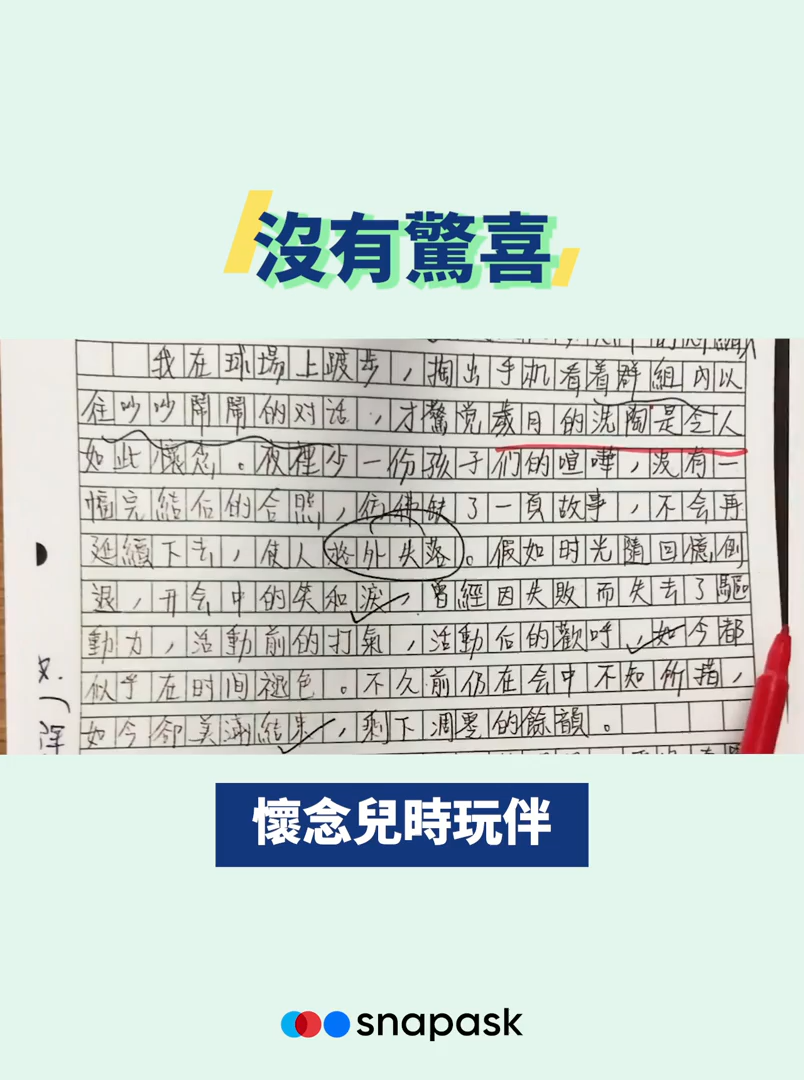 沒有驚喜
我在球場上踱步，掏出手机看着群組内以
往吵吵鬧鬧的对话，才驚觉歲月的洗陶是令人
如此懷念。夜裡少一份孩子们的喧嘩，没有一
幅完結后的合照，彷彿缺了一頁故事，不会再
延續下去，使人格外失落。假如时光隨回憶倒
退，开会中的笑和淚，曾經因失敗而失去了驅
動力，活動前的打氣，活動后的歡呼，如今都
似乎在时间褪色。不久前仍在会中不知所措，
如今卻美滿結束，剩下凋零的餘韻。
懷念兒時玩伴
snapask